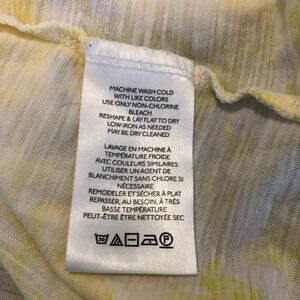 MACHINE WASH COLD
WITH LIKE COLORS
USE ONLY NON-CHLORINE
BLEACH
RESHAPE & LAY FLAT TO DRY
LOW IRON AS NEEDED
MAY BE DRY CLEANED
LAVAGE EN MACHINE À
TEMPÉRATURE FROIDE
AVEC COULEURS SIMILAIRES
UTILISER UN AGENT DE
BLANCHIMENT SANS CHLORE SI
NÉCESSAIRE
REMODELER ET SÉCHER À PLAT
REPASSER, AU BESOIN, À TRÈS
BASSE TEMPÉRATURE
PEUT-ÊTRE ÊTRE NETTOYÉE SEC